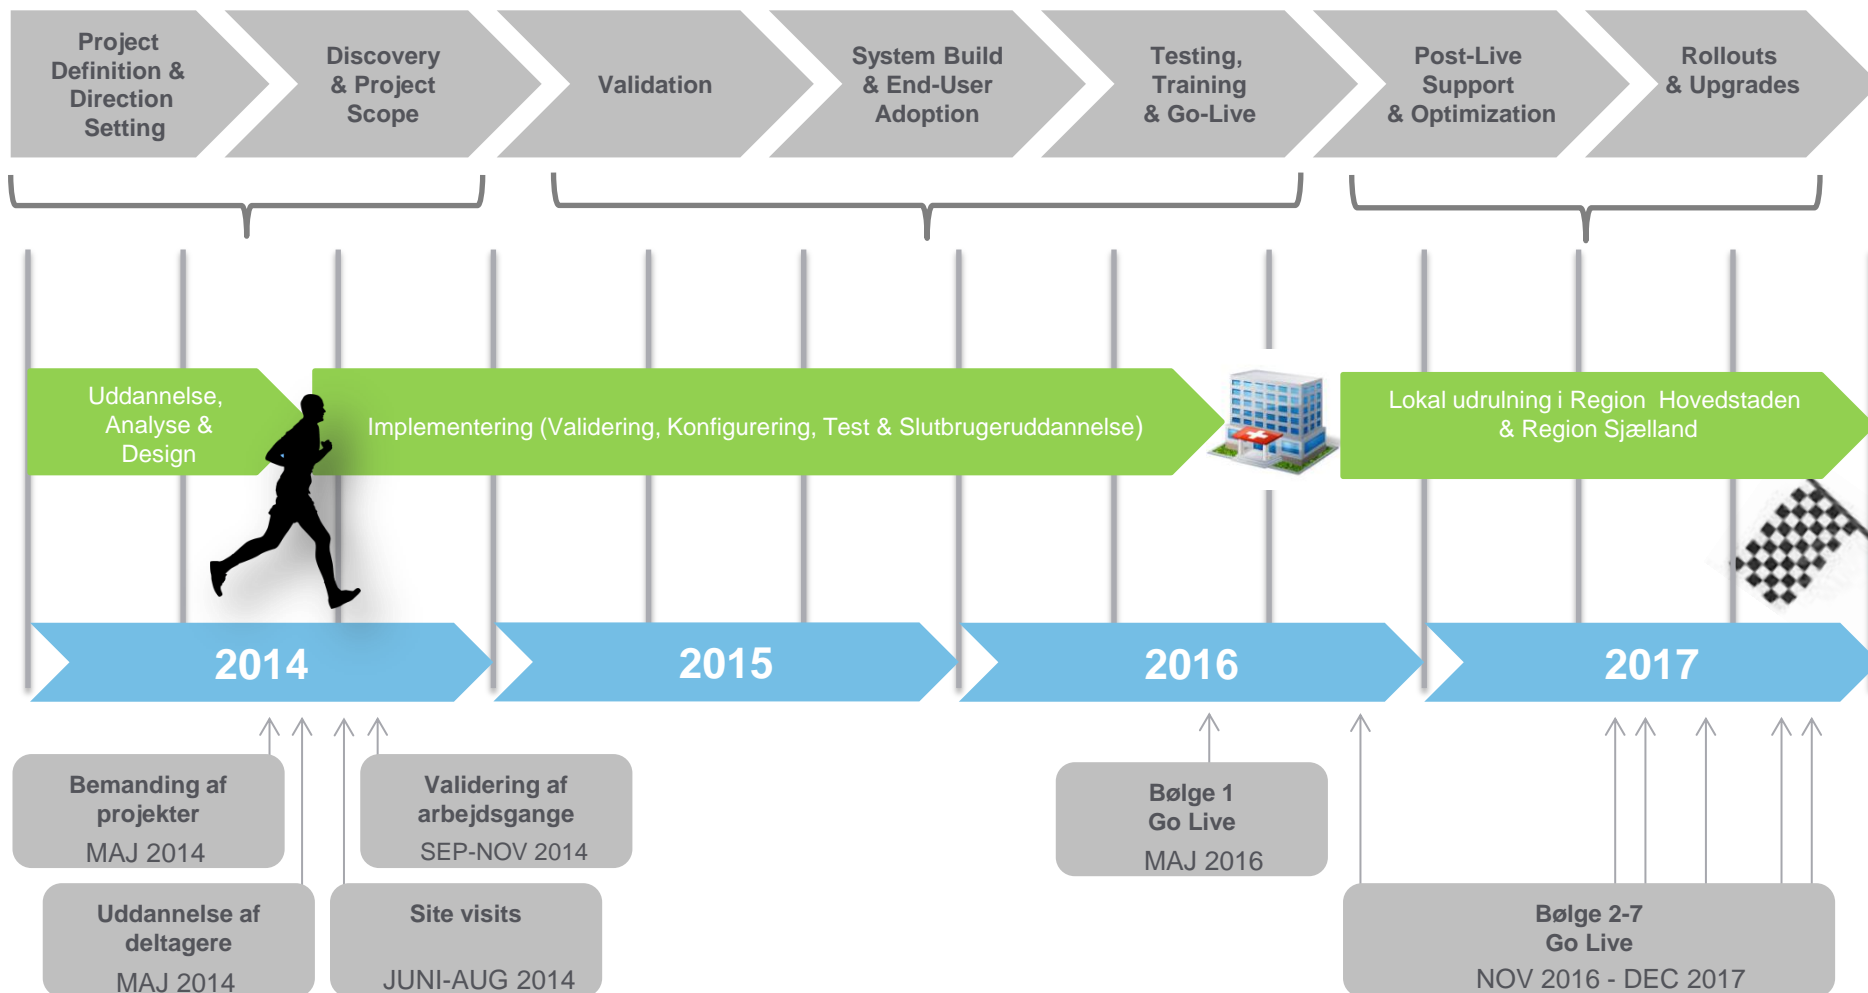 Project
Definition &
Direction
Setting
Discovery
& Project
Scope
Validation
System Build
& End-User
Adoption
Testing,
Training
& Go-Live
Post-Live
Support
& Optimization
Rollouts
& Upgrades
Uddannelse,
Analyse &
Design
Implementering (Validering, Konfigurering, Test & Slutbrugeruddannelse)
Lokal udrulning i Region Hovedstaden
& Region Sjælland
2014
2015
2016
2017
Bemanding af
projekter
MAJ 2014
Validering af
arbejdsgange
SEP-NOV 2014
Uddannelse af
deltagere
MAJ 2014
Site visits
JUNI-AUG 2014
Bølge 1
Go Live
MAJ 2016
Bølge 2-7
Go Live
NOV 2016 - DEC 2017